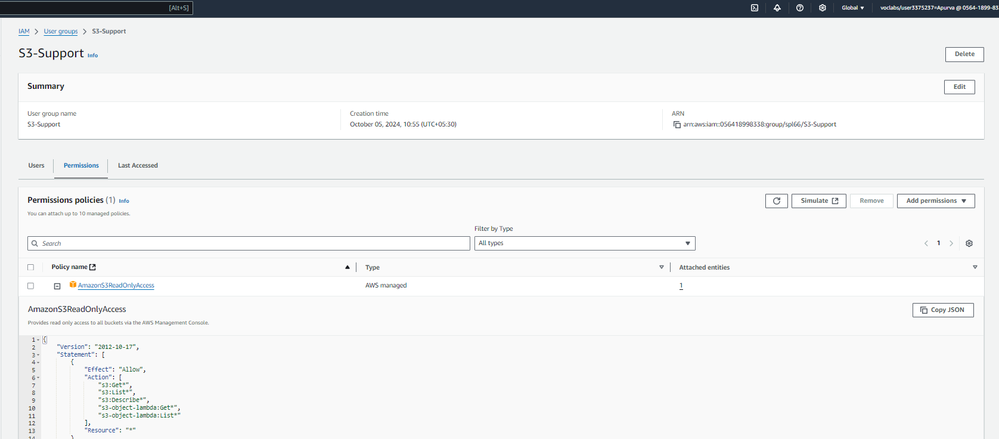 [Alt+S]
Global
voclabs/user3375237=Apurva @ 0564-1899-83
IAM > User groups > S3-Support
S3-Support Info
Delete
Summary
Edit
User group name
S3-Support
Creation time
October 05, 2024, 10:55 (UTC+05:30)
ARN
arn:aws:iam::056418998338:group/spl66/S3-Support
Users
Permissions
Last Accessed
Permissions policies (1) Info
You can attach up to 10 managed policies.
Simulate
Remove
Add permissions
Filter by Type
Search
All types
1
Policy name
Type
Attached entities
AmazonS3ReadOnlyAccess
AWS managed
1
AmazonS3ReadOnlyAccess
Provides read only access to all buckets via the AWS Management Console.
Copy JSON
1 {
2 "Version": "2012-10-17",
3 "Statement": [
4 {
5 "Effect": "Allow",
6 "Action": [
7 "s3:Get*",
8 "s3:List*",
9 "s3:Describe*",
10 "s3-object-lambda:Get*",
11 "s3-object-lambda:List*"
12 ],
13 "Resource": "*"
14 }